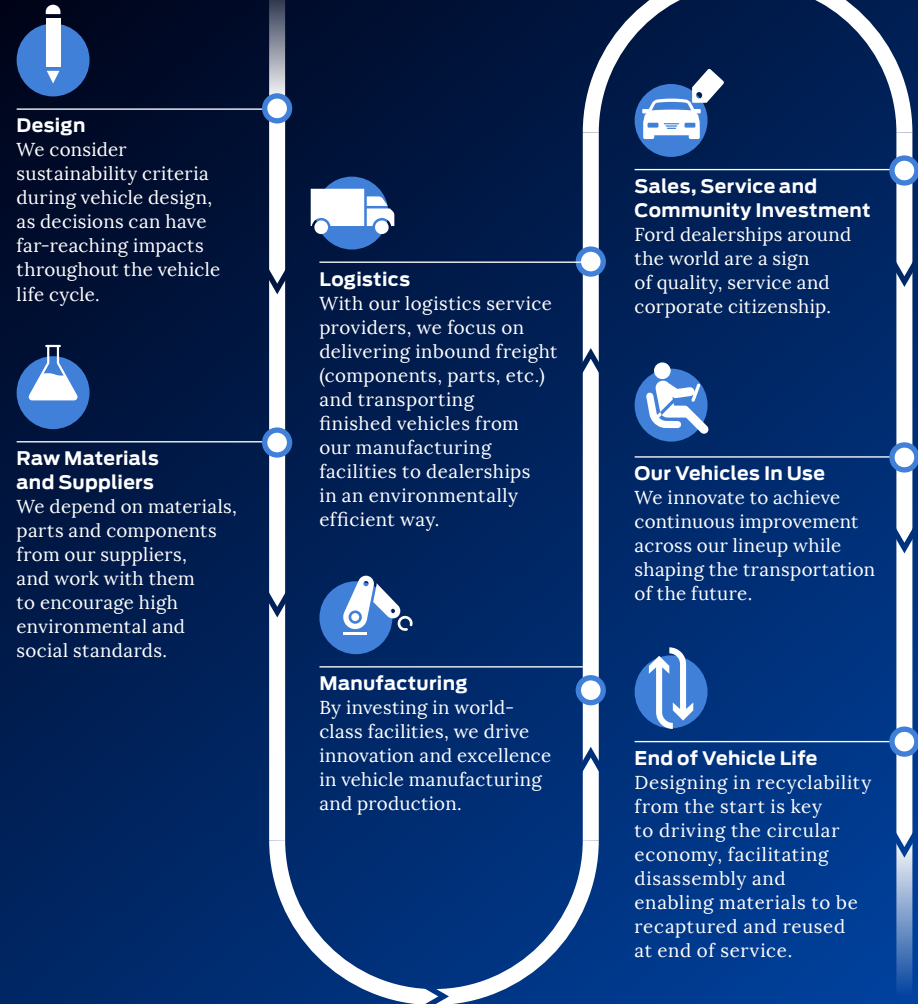 Design
We consider
sustainability criteria
during vehicle design,
as decisions can have
far-reaching impacts
throughout the vehicle
life cycle.
Raw Materials
and Suppliers
We depend on materials,
parts and components
from our suppliers,
and work with them
to encourage high
environmental and
social standards.
Logistics
With our logistics service
providers, we focus on
delivering inbound freight
(components, parts, etc.)
and transporting
finished vehicles from
our manufacturing
facilities to dealerships
in an environmentally
efficient way.
Manufacturing
By investing in world-
class facilities, we drive
innovation and excellence
in vehicle manufacturing
and production.
Sales, Service and
Community Investment
Ford dealerships around
the world are a sign
of quality, service and
corporate citizenship.
Our Vehicles In Use
We innovate to achieve
continuous improvement
across our lineup while
shaping the transportation
of the future.
End of Vehicle Life
Designing in recyclability
from the start is key
to driving the circular
economy, facilitating
disassembly and
enabling materials to be
recaptured and reused
at end of service.